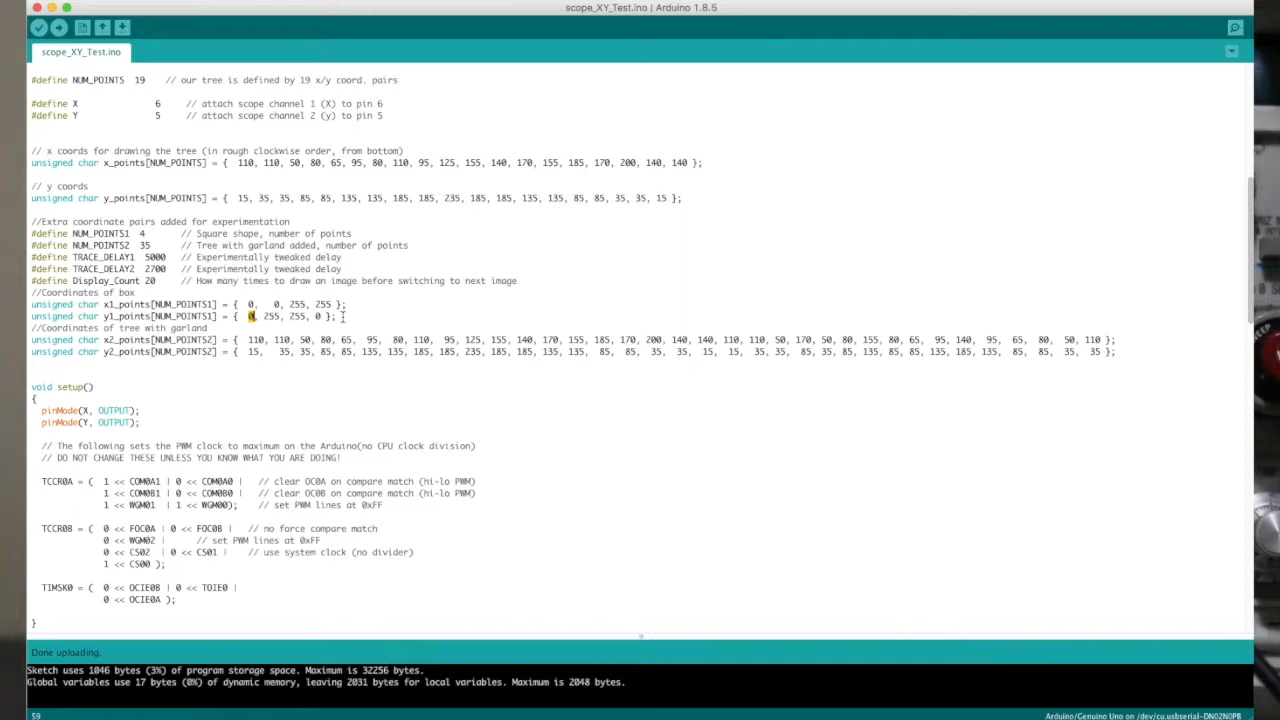 scope_XY_Test.ino | Arduino 1.8.5
scope_XY_Test.ino
#define NUM_POINTS  19    // our tree is defined by 19 x/y coord. pairs
#define X               6     // attach scope channel 1 (X) to pin 6
#define Y               5     // attach scope channel 2 (y) to pin 5
// x coords for drawing the tree (in rough clockwise order, from bottom)
unsigned char x_points[NUM_POINTS] = {  110, 110, 50, 80, 65, 95, 80, 110, 95, 125, 155, 140, 170, 155, 185, 170, 200, 140, 140 };
// y coords
unsigned char y_points[NUM_POINTS] = {  15, 35, 35, 85, 85, 135, 135, 185, 185, 235, 185, 185, 135, 135, 85, 85, 35, 35, 15 };
//Extra coordinate pairs added for experimentation
#define NUM_POINTS1  4       // Square shape, number of points
#define NUM_POINTS2  35      // Tree with garland added, number of points
#define TRACE_DELAY1  5000   // Experimentally tweaked delay
#define TRACE_DELAY2  2700   // Experimentally tweaked delay
#define Display_Count 20     // How many times to draw an image before switching to next image
//Coordinates of box
unsigned char x1_points[NUM_POINTS1] = {  0,   0, 255, 255 };
unsigned char y1_points[NUM_POINTS1] = {  0, 255, 255, 0 };
//Coordinates of tree with garland
unsigned char x2_points[NUM_POINTS2] = {  110, 110, 50, 80, 65,  95,  80, 110,  95, 125, 155, 140, 170, 155, 185, 170, 200, 140, 140, 110, 110, 50, 170, 50, 80, 155, 80, 65,  95, 140,  95,  65,  80,  50, 110 };
unsigned char y2_points[NUM_POINTS2] = {  15,   35, 35, 85, 85, 135, 135, 185, 185, 235, 185, 185, 135, 135,  85,  85,  35,  35,  15,  15,  35, 35,  85, 35, 85, 135, 85, 85, 135, 185, 135,  85,  85,  35,  35 };
void setup()
{
pinMode(X, OUTPUT);
pinMode(Y, OUTPUT);
// The following sets the PWM clock to maximum on the Arduino(no CPU clock division)
// DO NOT CHANGE THESE UNLESS YOU KNOW WHAT YOU ARE DOING!
TCCR0A = (  1 << COM0A1 | 0 << COM0A0 |   // clear OC0A on compare match (hi-lo PWM)
1 << COM0B1 | 0 << COM0B0 |   // clear OC0B on compare match (hi-lo PWM)
1 << WGM01  | 1 << WGM00);    // set PWM lines at 0xFF
TCCR0B = (  0 << FOC0A | 0 << FOC0B |   // no force compare match
0 << WGM02 |      // set PWM lines at 0xFF
0 << CS02  | 0 << CS01 |   // use system clock (no divider)
1 << CS00 );
TIMSK0 = (  0 << OCIE0B | 0 << TOIE0 |
0 << OCIE0A );
}
Done uploading.
Sketch uses 1046 bytes (3%) of program storage space. Maximum is 32256 bytes.
Global variables use 17 bytes (0%) of dynamic memory, leaving 2031 bytes for local variables. Maximum is 2048 bytes.
59
Arduino/Genuino Uno on /dev/cu.usbserial-DN02N0PB